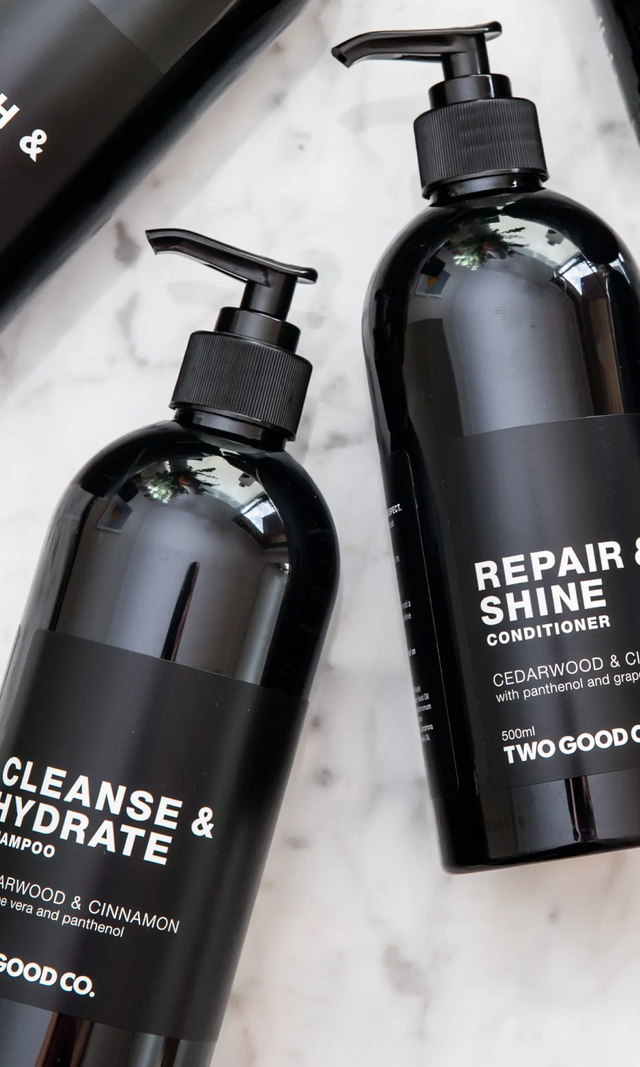 H &
CLEANSE &
HYDRATE
AMPOO
ARWOOD & CINNAMON
e vera and panthenol
GOOD CO.
REPAIR &
SHINE
CONDITIONER
CEDARWOOD & CI
with panthenol and grape
500ml
TWO GOOD C